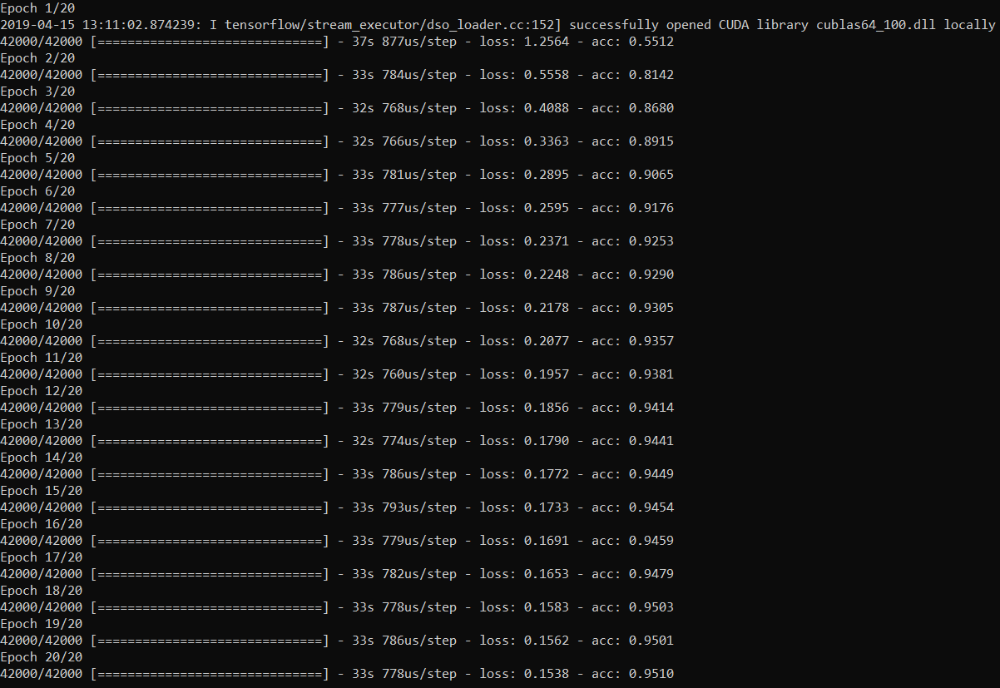 Epoch 1/20
2019-04-15 13:11:02.874239: I tensorflow/stream_executor/dso_loader.cc:152] successfully opened CUDA library cublas64_100.dll locally
42000/42000 [==============================] - 37s 877us/step - loss: 1.2564 - acc: 0.5512
Epoch 2/20
42000/42000 [==============================] - 33s 784us/step - loss: 0.5558 - acc: 0.8142
Epoch 3/20
42000/42000 [==============================] - 32s 768us/step - loss: 0.4088 - acc: 0.8680
Epoch 4/20
42000/42000 [==============================] - 32s 766us/step - loss: 0.3363 - acc: 0.8915
Epoch 5/20
42000/42000 [==============================] - 33s 781us/step - loss: 0.2895 - acc: 0.9065
Epoch 6/20
42000/42000 [==============================] - 33s 777us/step - loss: 0.2595 - acc: 0.9176
Epoch 7/20
42000/42000 [==============================] - 33s 778us/step - loss: 0.2371 - acc: 0.9253
Epoch 8/20
42000/42000 [==============================] - 33s 786us/step - loss: 0.2248 - acc: 0.9290
Epoch 9/20
42000/42000 [==============================] - 33s 787us/step - loss: 0.2178 - acc: 0.9305
Epoch 10/20
42000/42000 [==============================] - 32s 768us/step - loss: 0.2077 - acc: 0.9357
Epoch 11/20
42000/42000 [==============================] - 32s 760us/step - loss: 0.1957 - acc: 0.9381
Epoch 12/20
42000/42000 [==============================] - 33s 779us/step - loss: 0.1856 - acc: 0.9414
Epoch 13/20
42000/42000 [==============================] - 32s 774us/step - loss: 0.1790 - acc: 0.9441
Epoch 14/20
42000/42000 [==============================] - 33s 786us/step - loss: 0.1772 - acc: 0.9449
Epoch 15/20
42000/42000 [==============================] - 33s 793us/step - loss: 0.1733 - acc: 0.9454
Epoch 16/20
42000/42000 [==============================] - 33s 779us/step - loss: 0.1691 - acc: 0.9459
Epoch 17/20
42000/42000 [==============================] - 33s 782us/step - loss: 0.1653 - acc: 0.9479
Epoch 18/20
42000/42000 [==============================] - 33s 778us/step - loss: 0.1583 - acc: 0.9503
Epoch 19/20
42000/42000 [==============================] - 33s 786us/step - loss: 0.1562 - acc: 0.9501
Epoch 20/20
42000/42000 [==============================] - 33s 778us/step - loss: 0.1538 - acc: 0.9510